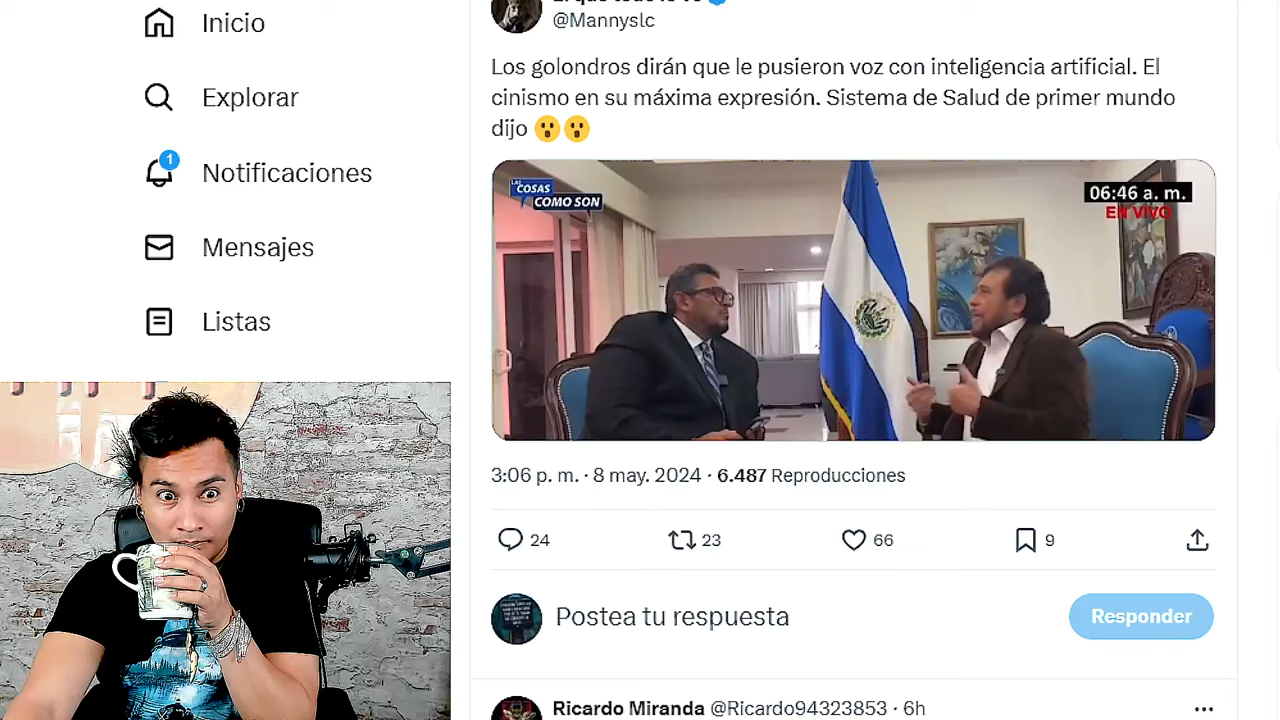 Inicio
Explorar
1
Notificaciones
Mensajes
Listas
@Mannyslc
Los golondros dirán que le pusieron voz con inteligencia artificial. El
cinismo en su máxima expresión. Sistema de Salud de primer mundo
dijo 😮😮
LAS
COSAS
COMO SON
06:46 a. m.
EN VIVO
3:06 p. m. · 8 may. 2024 · 6.487 Reproducciones
24
23
66
9
Postea tu respuesta
Responder
Ricardo Miranda @Ricardo94323853 · 6h